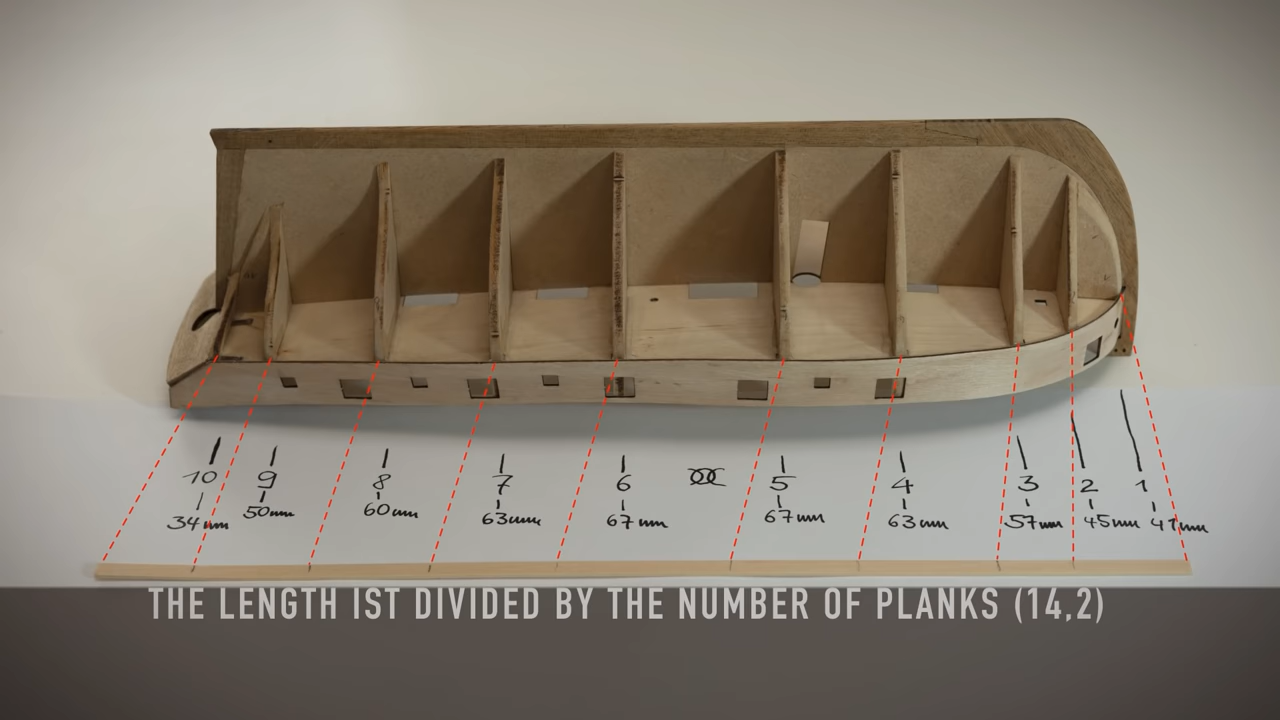 10 9 8 7 6 5 4 3 2 1
34mm 50mm 60mm 63mm 67mm 67mm 63mm 57mm 45mm 41mm
THE LENGTH IST DIVIDED BY THE NUMBER OF PLANKS (14,2)